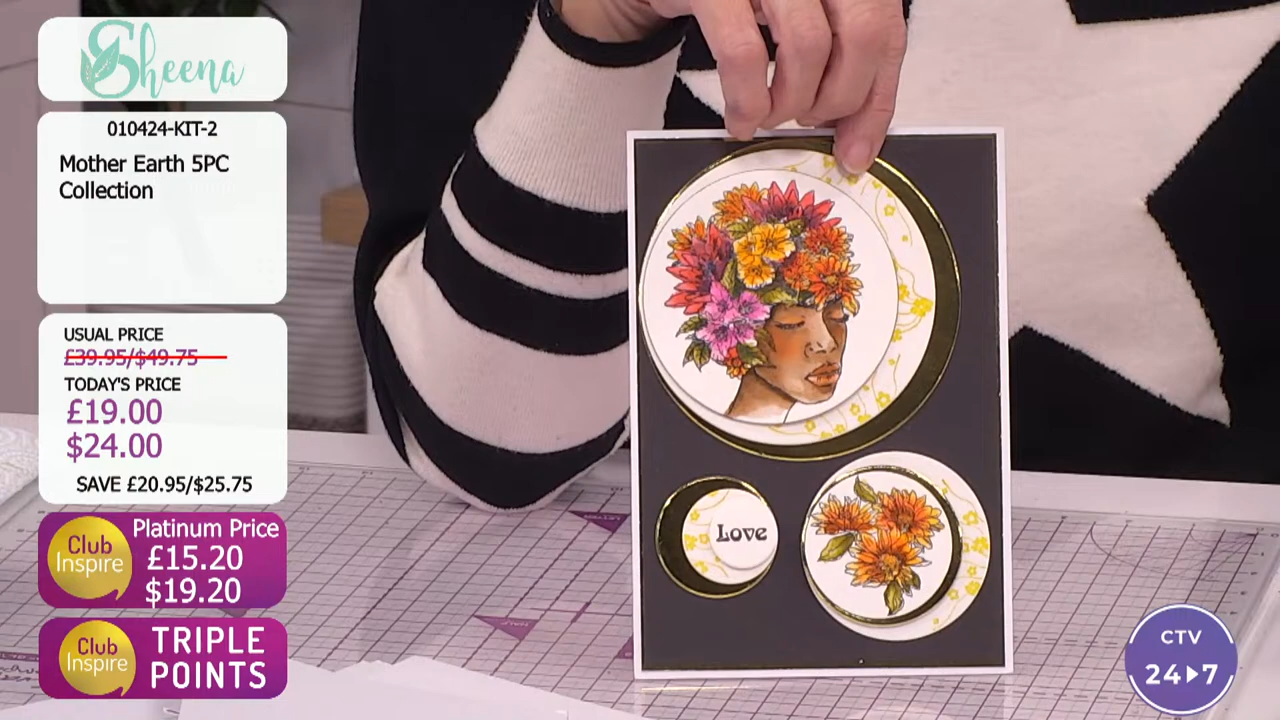 Sheena
010424-KIT-2
Mother Earth 5PC
Collection
USUAL PRICE
£39.95/$49.75
TODAY'S PRICE
£19.00
$24.00
SAVE £20.95/$25.75
Club
Inspire
Platinum Price
£15.20
$19.20
Club
Inspire
TRIPLE
POINTS
Love
CTV
24▶7